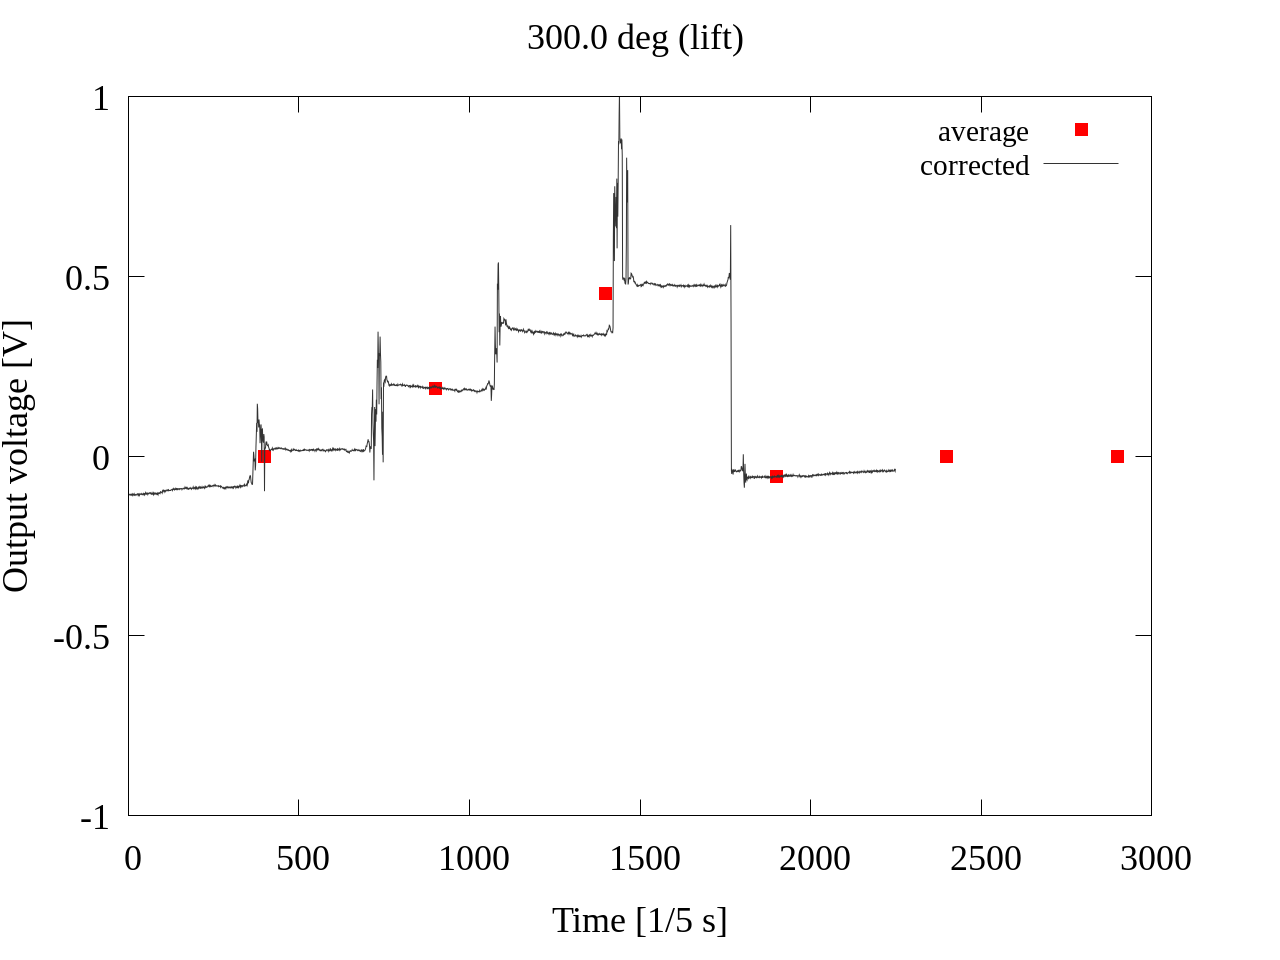 300.0 deg (lift)
average
corrected
1
0.5
0
-0.5
-1
Output voltage [V]
0 500 1000 1500 2000 2500 3000
Time [1/5 s]